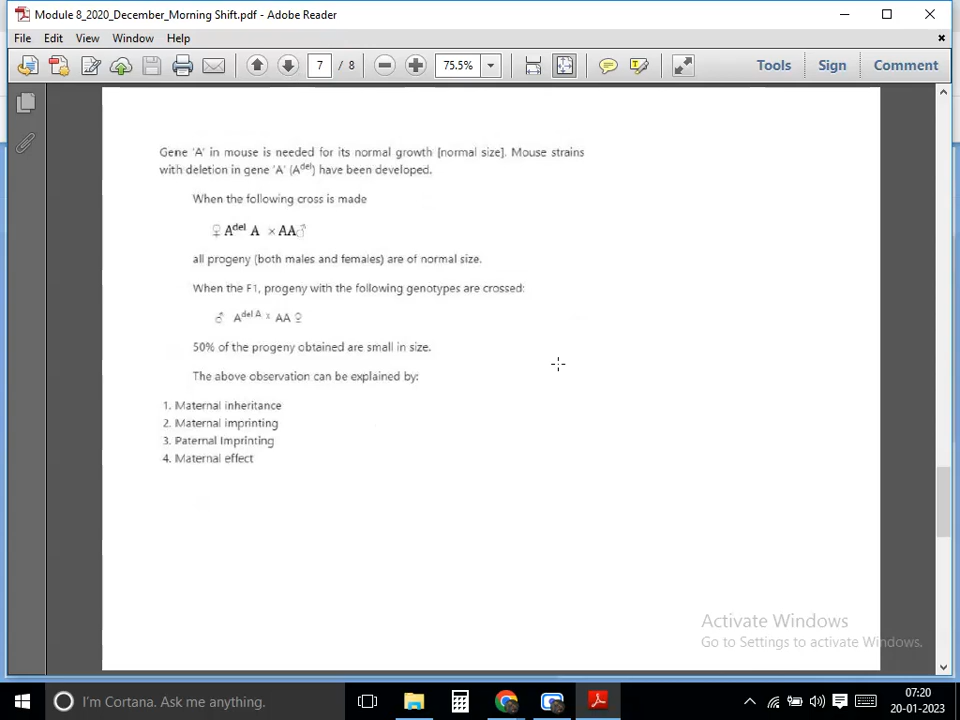 Module 8_2020_December_Morning Shift.pdf - Adobe Reader
File Edit View Window Help
7 / 8 75.5% Tools Sign Comment
Gene 'A' in mouse is needed for its normal growth [normal size]. Mouse strains
with deletion in gene 'A' (Adel) have been developed.
When the following cross is made
♀ Adel A × AA♂
all progeny (both males and females) are of normal size.
When the F1, progeny with the following genotypes are crossed:
♂ Adel A × AA ♀
50% of the progeny obtained are small in size.
The above observation can be explained by:
1. Maternal inheritance
2. Maternal imprinting
3. Paternal Imprinting
4. Maternal effect
Activate Windows
Go to Settings to activate Windows.
I'm Cortana. Ask me anything.
07:20
20-01-2023